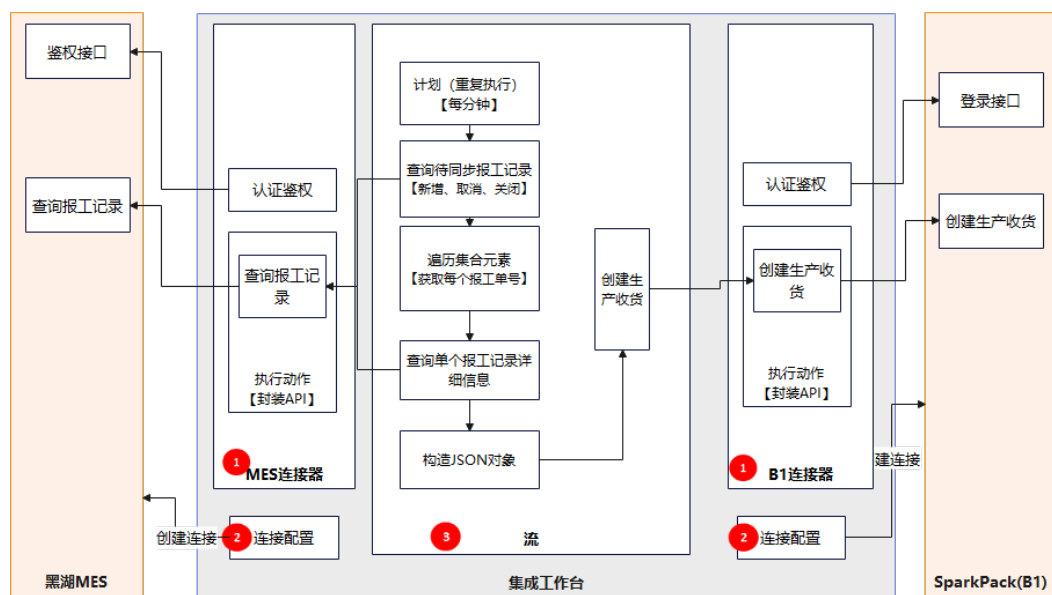 鉴权接口
查询报工记录
黑湖MES
认证鉴权
查询报工记
录
执行动作
【封装API】
1
MES连接器
创建连接
2
连接配置
计划（重复执行）
【每分钟】
查询待同步报工记录
【新增、取消、关闭】
遍历集合元素
【获取每个报工单号】
查询单个报工记录详
细信息
构造JSON对象
创建生
产收货
3
流
集成工作台
认证鉴权
创建生产收
货
执行动作
【封装API】
1
B1连接器
建连接
2
连接配置
登录接口
创建生产收货
SparkPack(B1)